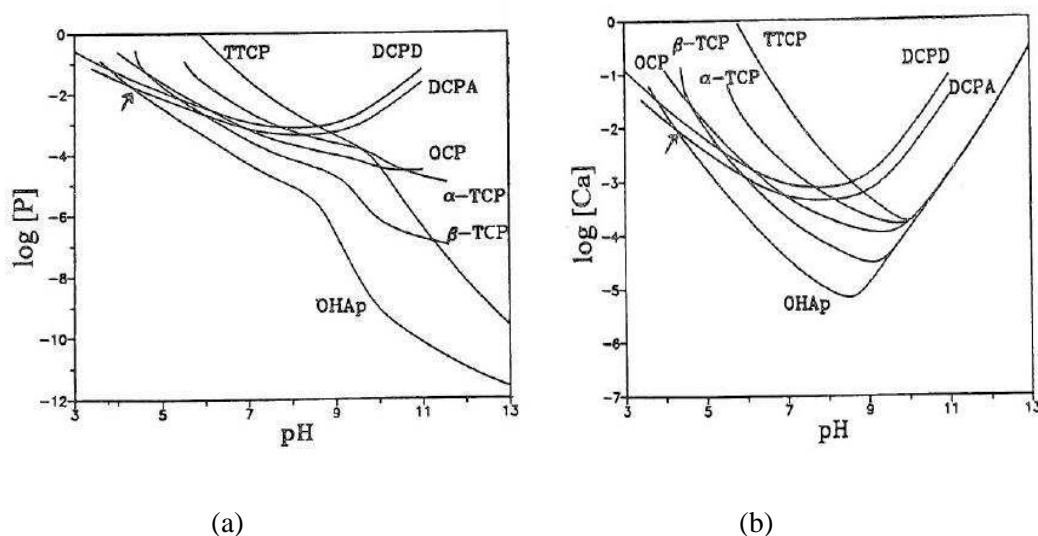 0
-2
-4
-6
-8
-10
-12
log [P]
3
5
7
9
11
13
pH
TTCP
DCPD
DCPA
OCP
α-TCP
β-TCP
OHAp
(a)
0
-1
-2
-3
-4
-5
-6
-7
log [Ca]
3
5
7
9
11
13
pH
OCP
β-TCP
α-TCP
TTCP
DCPD
DCPA
OHAp
(b)